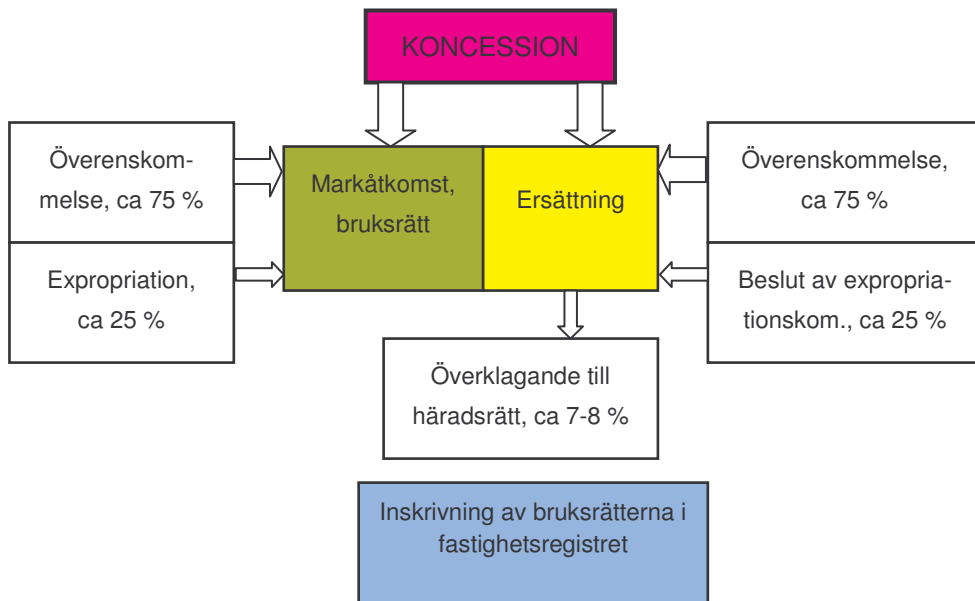 KONCESSION
Överenskom-
melse, ca 75 %
Expropriation,
ca 25 %
Markåtkomst,
bruksrätt
Ersättning
Överenskommelse,
ca 75 %
Beslut av expropria-
tionskom., ca 25 %
Överklagande till
häradsrätt, ca 7-8 %
Inskrivning av bruksrätterna i
fastighetsregistret